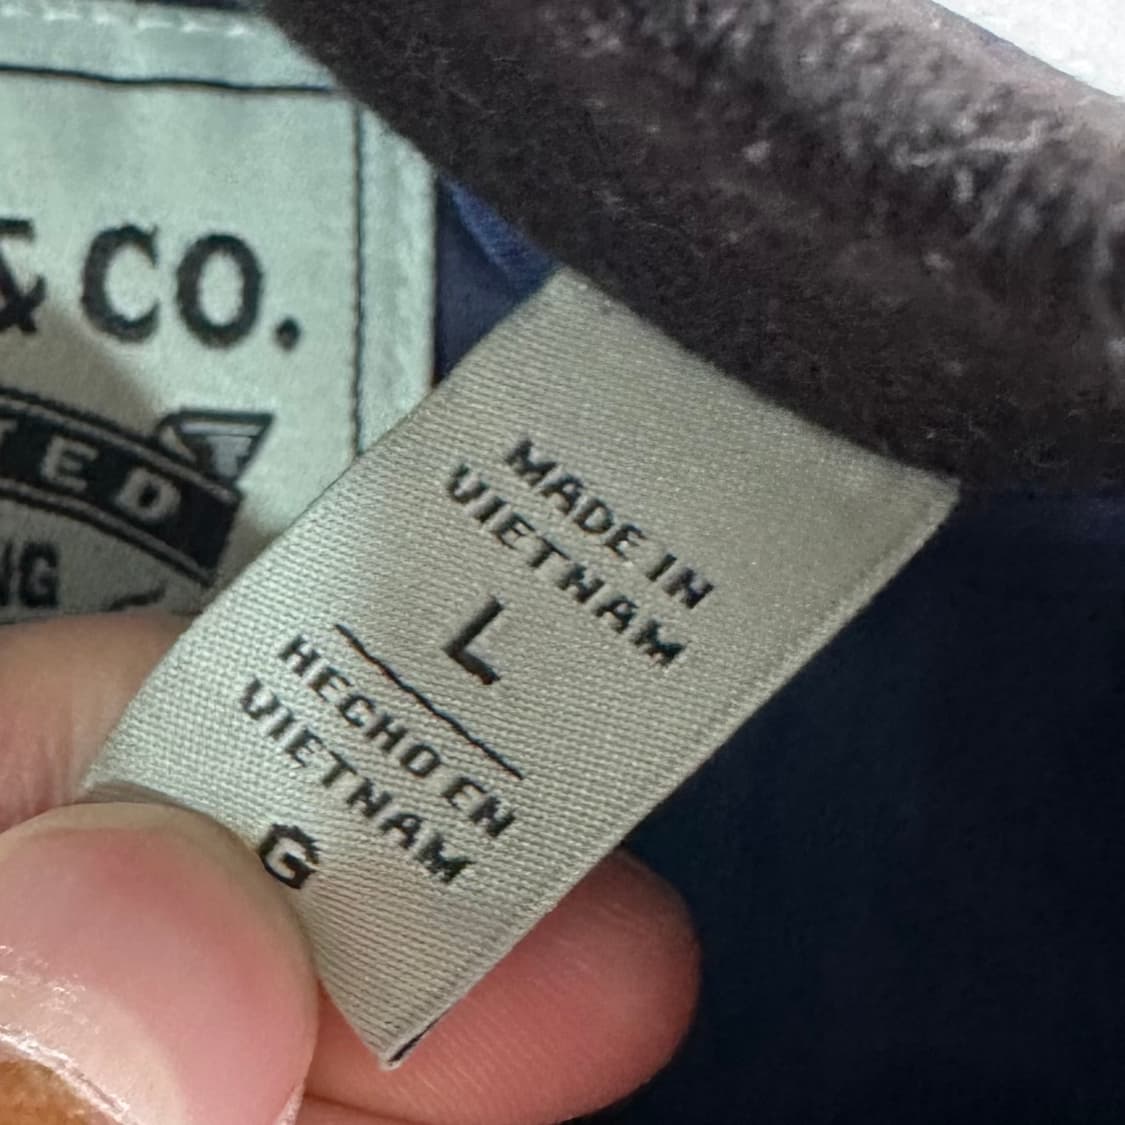 & CO.
TED
NG
MADE IN
VIETNAM
L
HECHO EN
VIETNAM
G